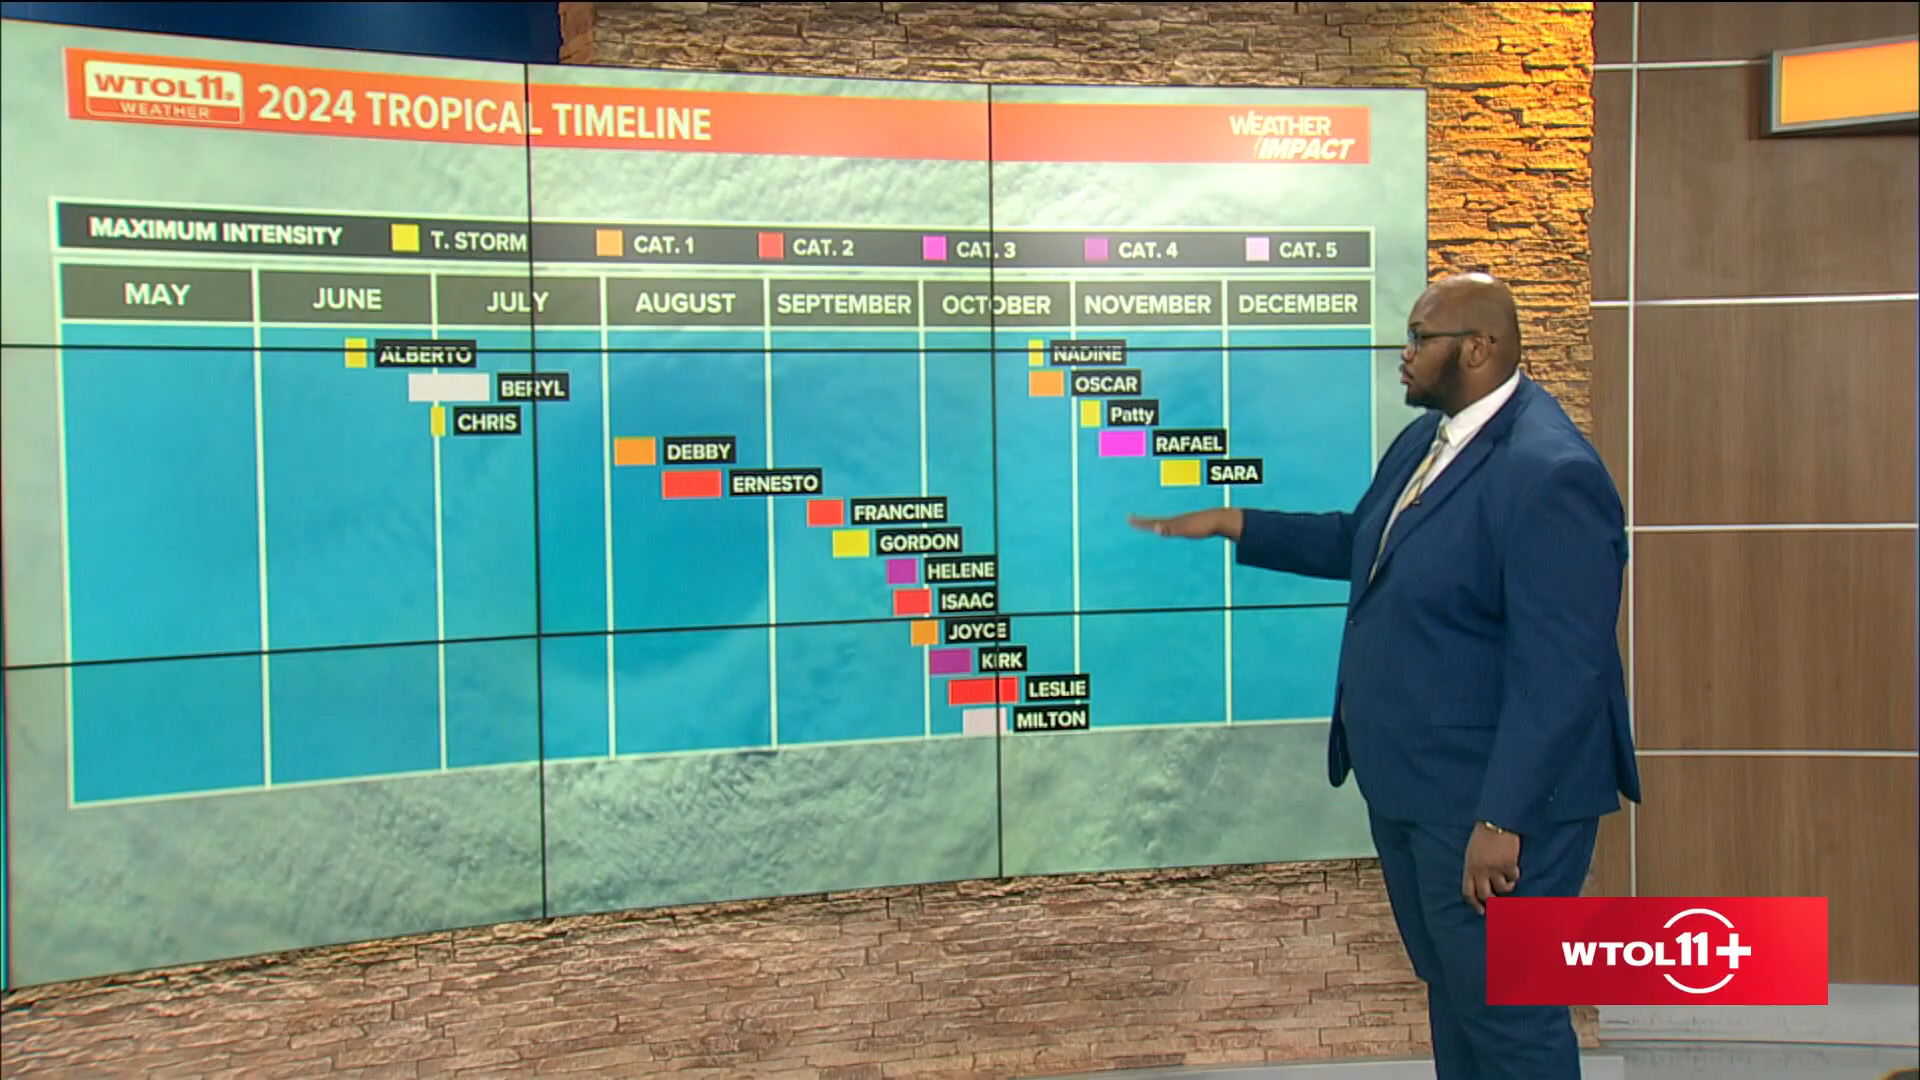 WTOL11
WEATHER
2024 TROPICAL TIMELINE
WEATHER
IMPACT
MAXIMUM INTENSITY T. STORM CAT. 1 CAT. 2 CAT. 3 CAT. 4 CAT. 5
MAY JUNE JULY AUGUST SEPTEMBER OCTOBER NOVEMBER DECEMBER
ALBERTO
BERYL
CHRIS
DEBBY
ERNESTO
FRANCINE
GORDON
HELENE
ISAAC
JOYCE
KIRK
LESLIE
MILTON
NADINE
OSCAR
Patty
RAFAEL
SARA
WTOL11+